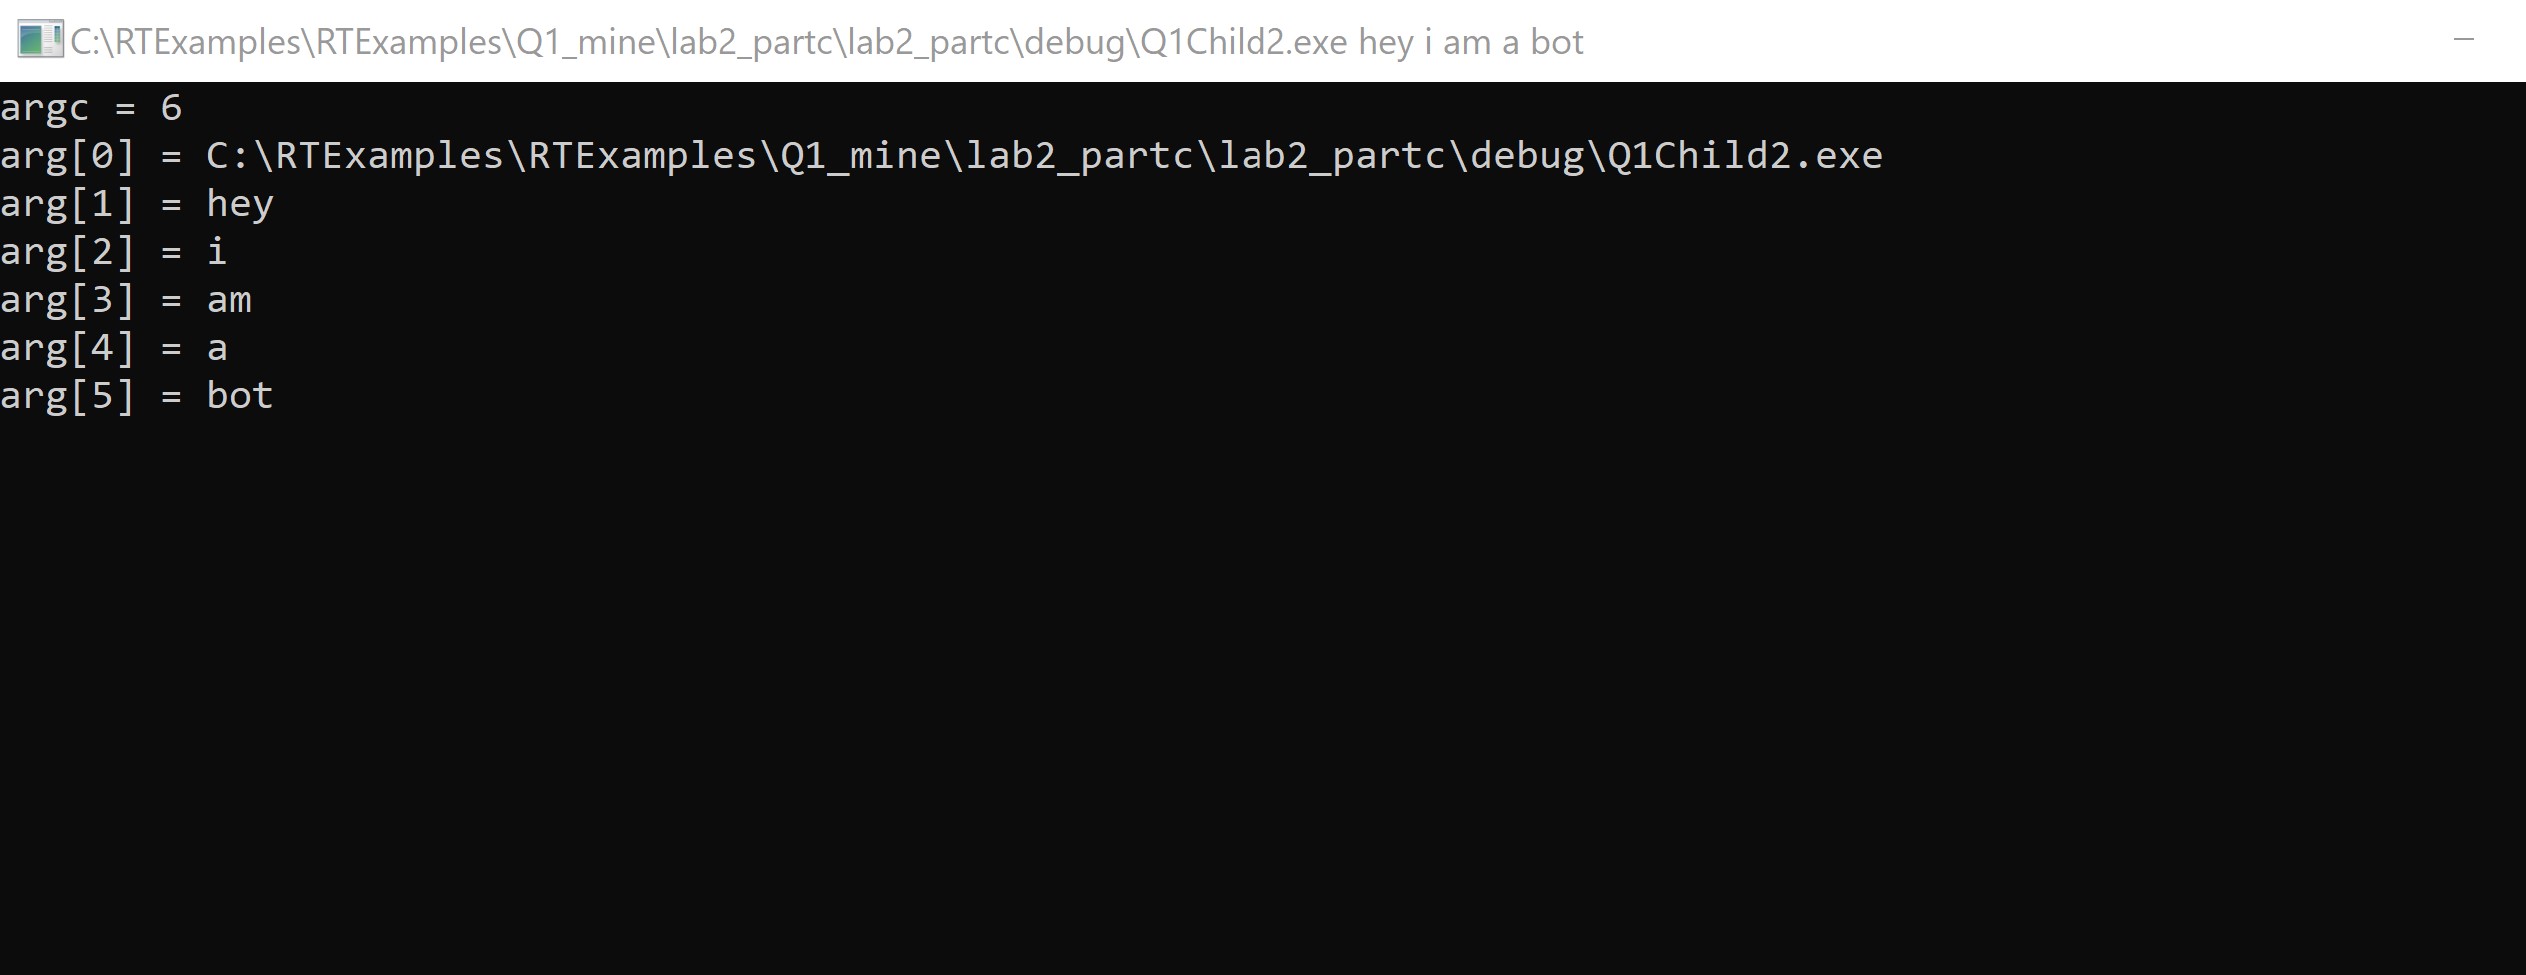 C:\RTExamples\RTExamples\Q1_mine\lab2_partc\lab2_partc\debug\Q1Child2.exe hey i am a bot
argc = 6
arg[0] = C:\RTExamples\RTExamples\Q1_mine\lab2_partc\lab2_partc\debug\Q1Child2.exe
arg[1] = hey
arg[2] = i
arg[3] = am
arg[4] = a
arg[5] = bot